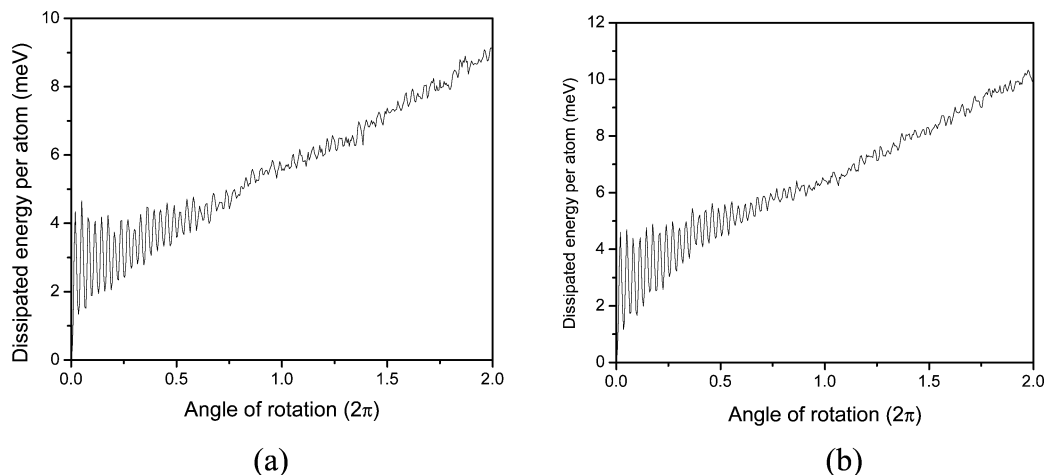 Dissipated energy per atom (meV)
10
8
6
4
2
0
0.0 0.5 1.0 1.5 2.0
Angle of rotation (2π)
(a)
Dissipated energy per atom (meV)
12
10
8
6
4
2
0
0.0 0.5 1.0 1.5 2.0
Angle of rotation (2π)
(b)